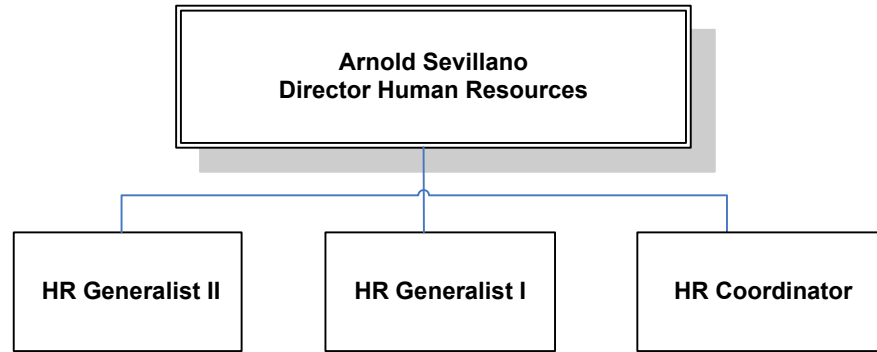 Arnold Sevillano
Director Human Resources
HR Generalist II
HR Generalist I
HR Coordinator